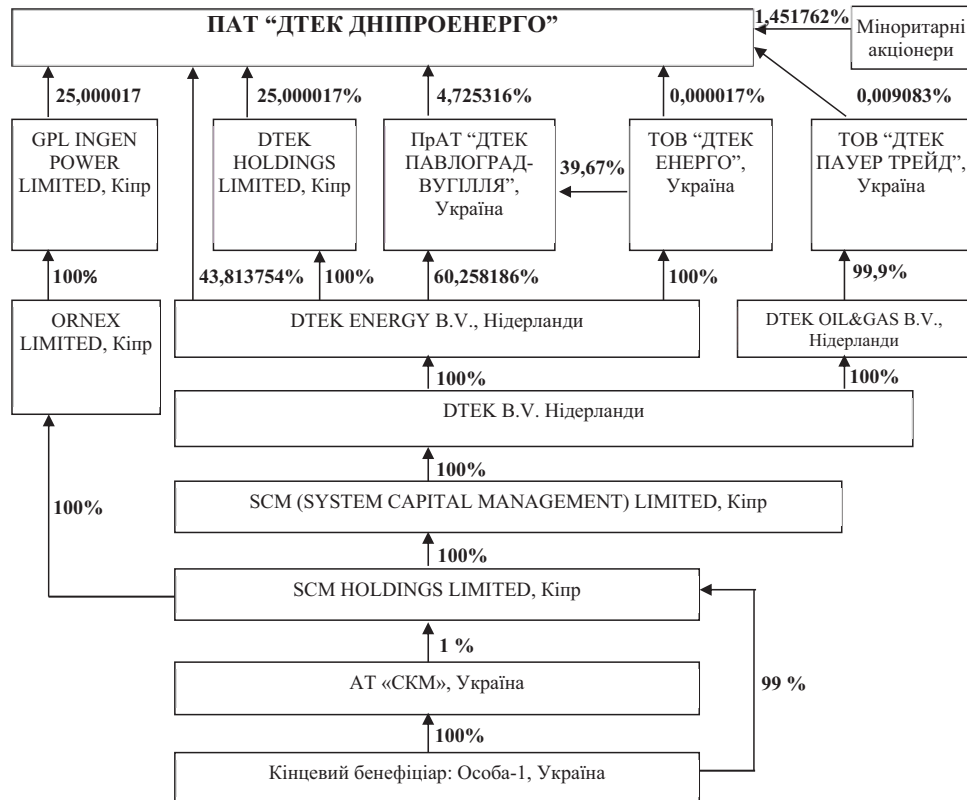 ПАТ “ДТЕК ДНІПРОЕНЕРГО”
1,451762%
Міноритарні
акціонери
25,000017
25,000017%
4,725316%
0,000017%
0,009083%
GPL INGEN
POWER
LIMITED, Кіпр
DTEK
HOLDINGS
LIMITED, Кіпр
ПрАТ “ДТЕК
ПАВЛОГРАД-
ВУГІЛЛЯ”,
Україна
39,67%
ТОВ “ДТЕК
ЕНЕРГО”,
Україна
ТОВ “ДТЕК
ПАУЕР ТРЕЙД”,
Україна
100%
43,813754%
100%
60,258186%
100%
99,9%
ORNEX
LIMITED, Кіпр
DTEK ENERGY B.V., Нідерланди
DTEK OIL&GAS B.V.,
Нідерланди
100%
100%
DTEK B.V. Нідерланди
100%
100%
SCM (SYSTEM CAPITAL MANAGEMENT) LIMITED, Кіпр
100%
SCM HOLDINGS LIMITED, Кіпр
1 %
АТ «СКМ», Україна
99 %
100%
Кінцевий бенефіціар: Особа-1, Україна